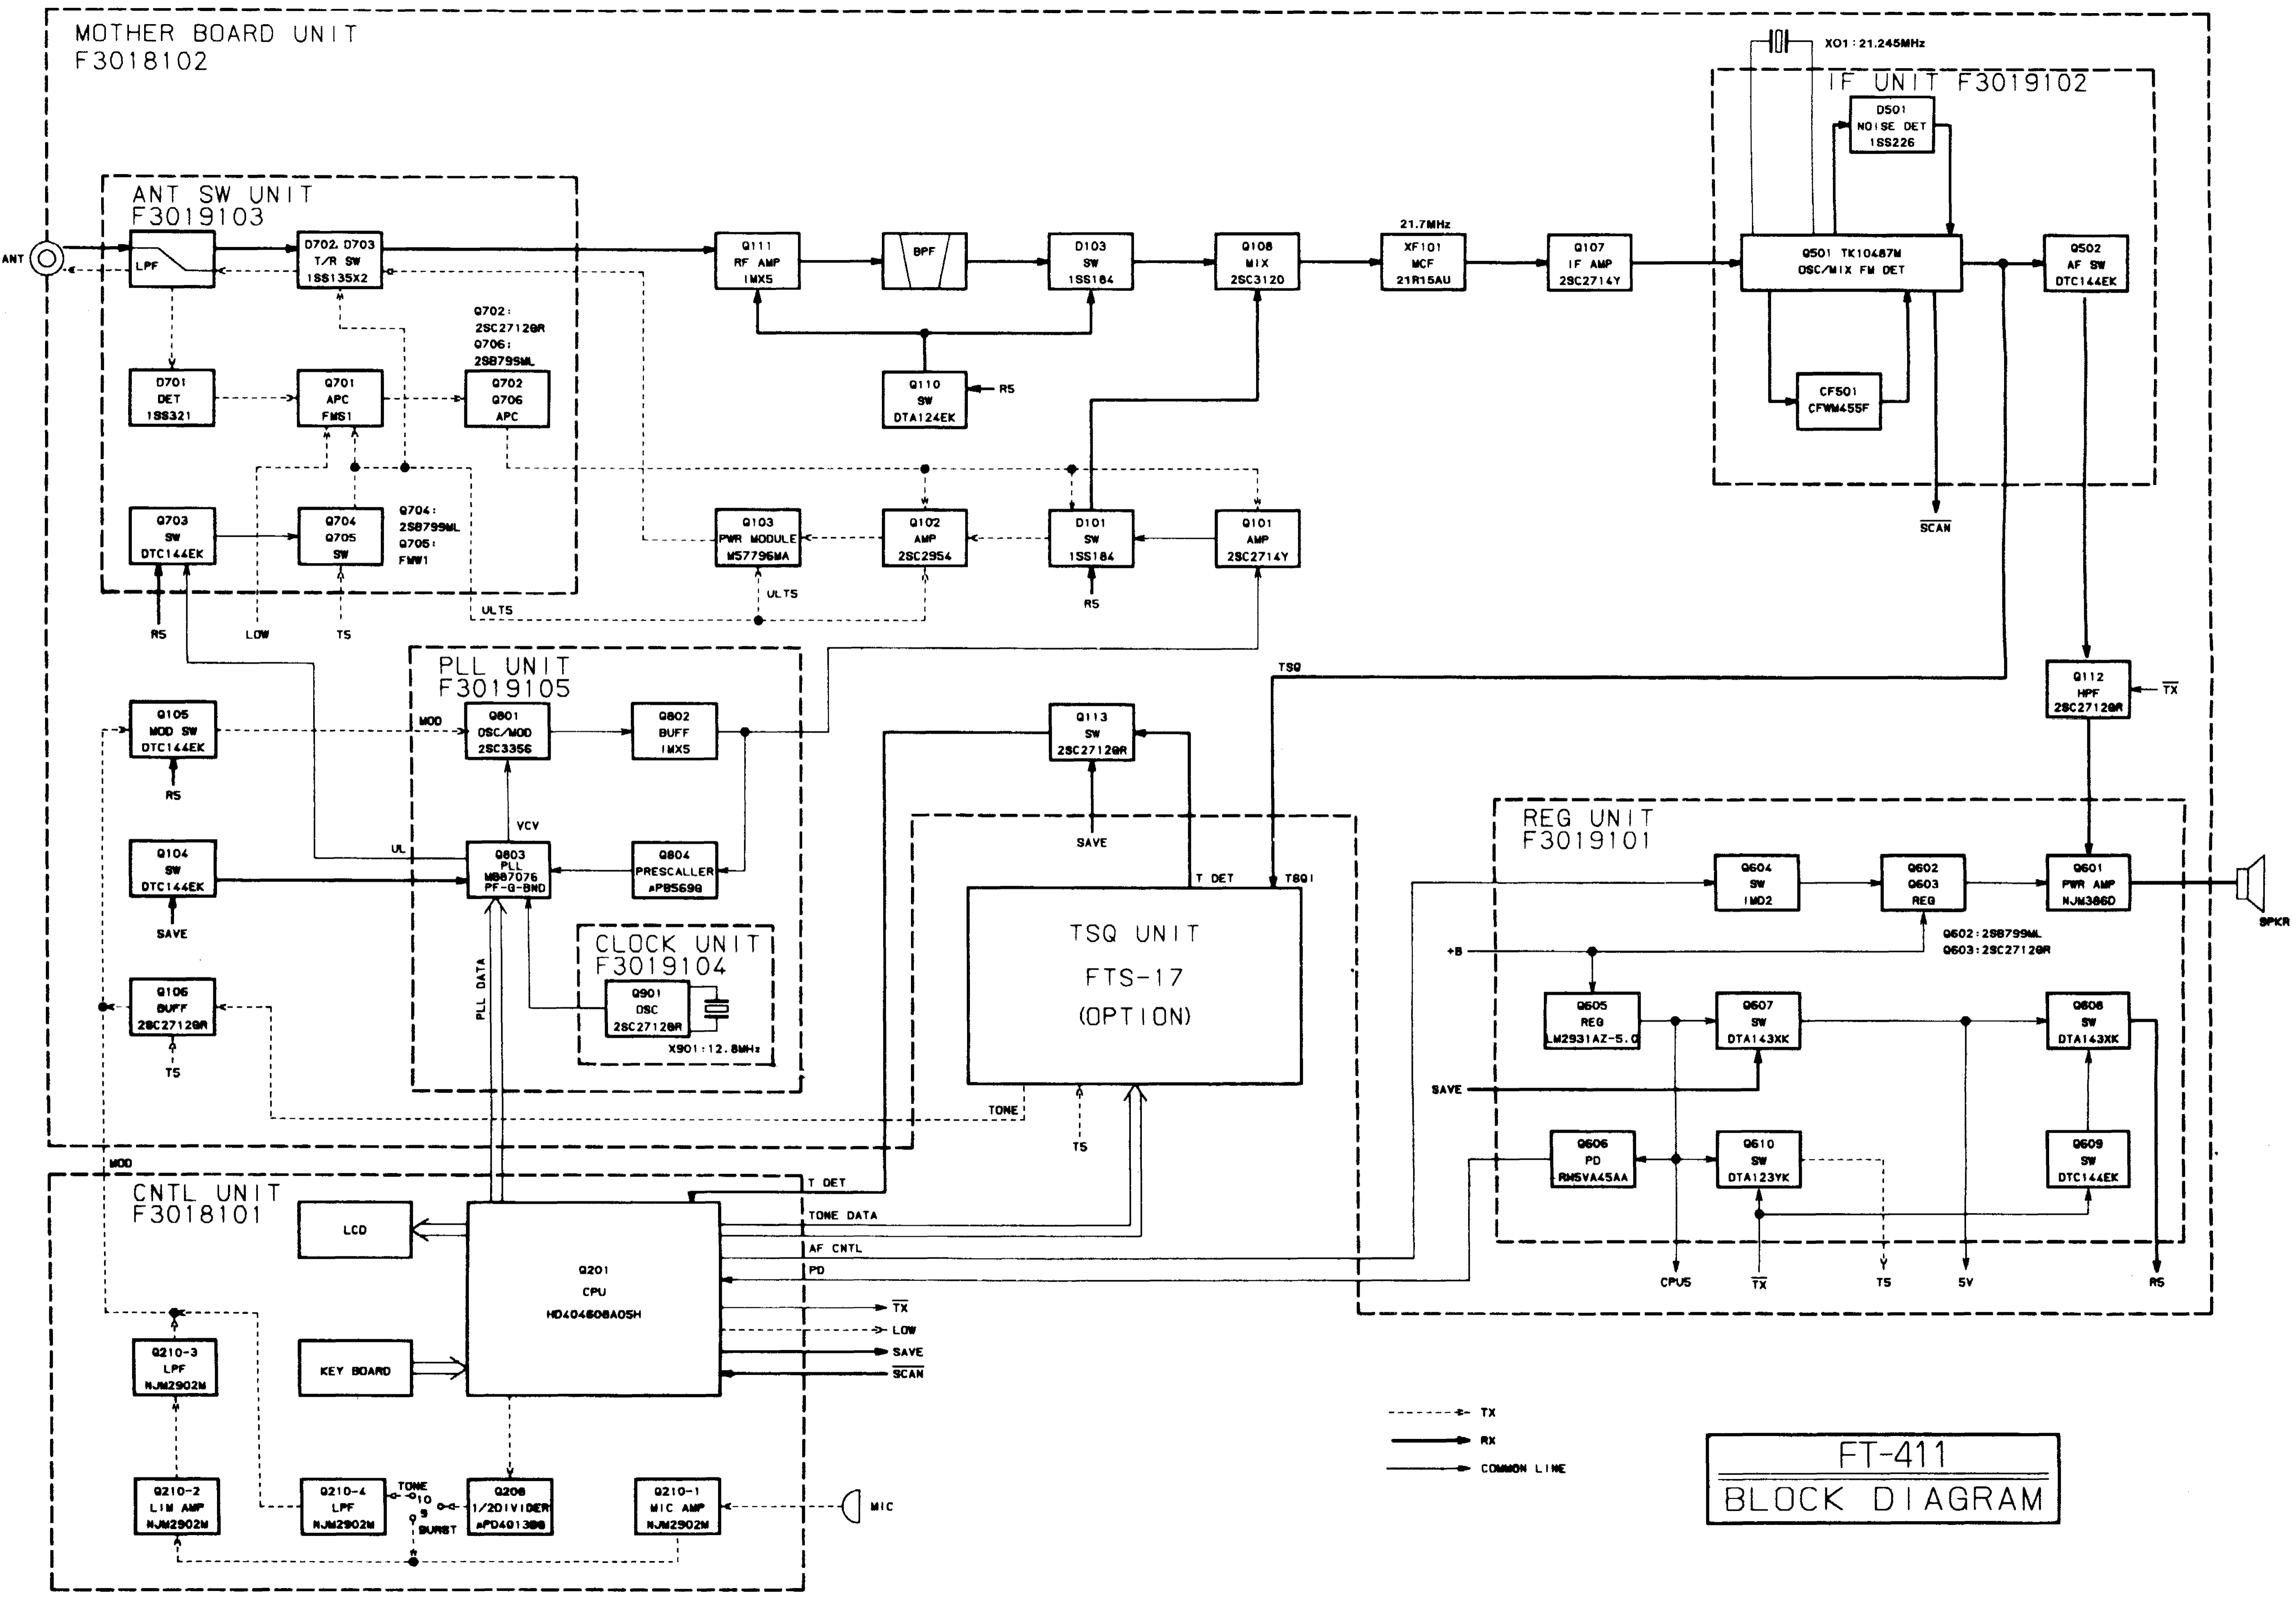 MOTHER BOARD UNIT
F3018102
XO1:21.245MHz
IF UNIT F3019102
D501
NOISE DET
1SS226
ANT SW UNIT
F3019103
ANT
LPF
D702, D703
T/R SW
1SS135X2
Q111
RF AMP
IMX5
BPF
D103
SW
1SS184
Q108
MIX
2SC3120
21.7MHz
XF101
MCF
21R15AU
Q107
IF AMP
2SC2714Y
Q501 TK10487M
OSC/MIX FM DET
Q502
AF SW
DTC144EK
Q702:
2SC2712GR
Q706:
2SB799ML
D701
DET
1SS321
Q701
APC
FMS1
Q702
Q706
APC
Q110
SW
DTA124EK
R5
CF501
CFWM455F
SCAN
Q703
SW
DTC144EK
Q704
Q705
SW
Q704:
2SB799ML
Q705:
FMW1
Q103
PWR MODULE
M57796MA
Q102
AMP
2SC2954
D101
SW
1SS184
Q101
AMP
2SC2714Y
ULT5
ULT5
R5
R5
LOW
T5
PLL UNIT
F3019105
TSQ
Q112
HPF
2SC2712GR
TX
Q105
MOD SW
DTC144EK
MOD
Q801
OSC/MOD
2SC3356
Q802
BUFF
IMX5
Q113
SW
2SC2712GR
R5
VCV
SAVE
REG UNIT
F3019101
Q104
SW
DTC144EK
UL
Q803
PLL
MB87076
PF-G-BND
Q804
PRESCALLER
μPB569G
T DET
TSQI
Q604
SW
IMD2
Q602
Q603
REG
Q601
PWR AMP
NJM386D
SPKR
SAVE
TSQ UNIT
FTS-17
(OPTION)
CLOCK UNIT
F3019104
Q602:2SB799ML
Q603:2SC2712GR
+B
PLL DATA
Q901
OSC
2SC2712GR
X901:12.8MHz
Q106
BUFF
2SC2712GR
T5
Q605
REG
LM2931AZ-5.0
Q607
SW
DTA143XK
Q608
SW
DTA143XK
SAVE
TONE
T5
Q606
PD
RM5VA45AA
Q610
SW
DTA123YK
Q609
SW
DTC144EK
MOD
CNTL UNIT
F3018101
T DET
TONE DATA
AF CNTL
PD
LCD
Q201
CPU
HD404608A05H
CPU5
TX
T5
5V
R5
TX
LOW
SAVE
SCAN
KEY BOARD
Q210-3
LPF
NJM2902M
TX
RX
COMMON LINE
FT-411
BLOCK DIAGRAM
Q210-2
LIM AMP
NJM2902M
Q210-4
LPF
NJM2902M
TONE
10
9
BURST
1/2DIVIDER
Q210-1
MIC AMP
NJM2902M
MIC